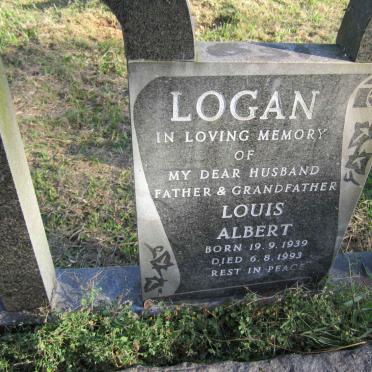 LOGAN
IN LOVING MEMORY
OF
MY DEAR HUSBAND
FATHER & GRANDFATHER
LOUIS
ALBERT
BORN 19.9.1939
DIED 6.8.1993
REST IN PEACE